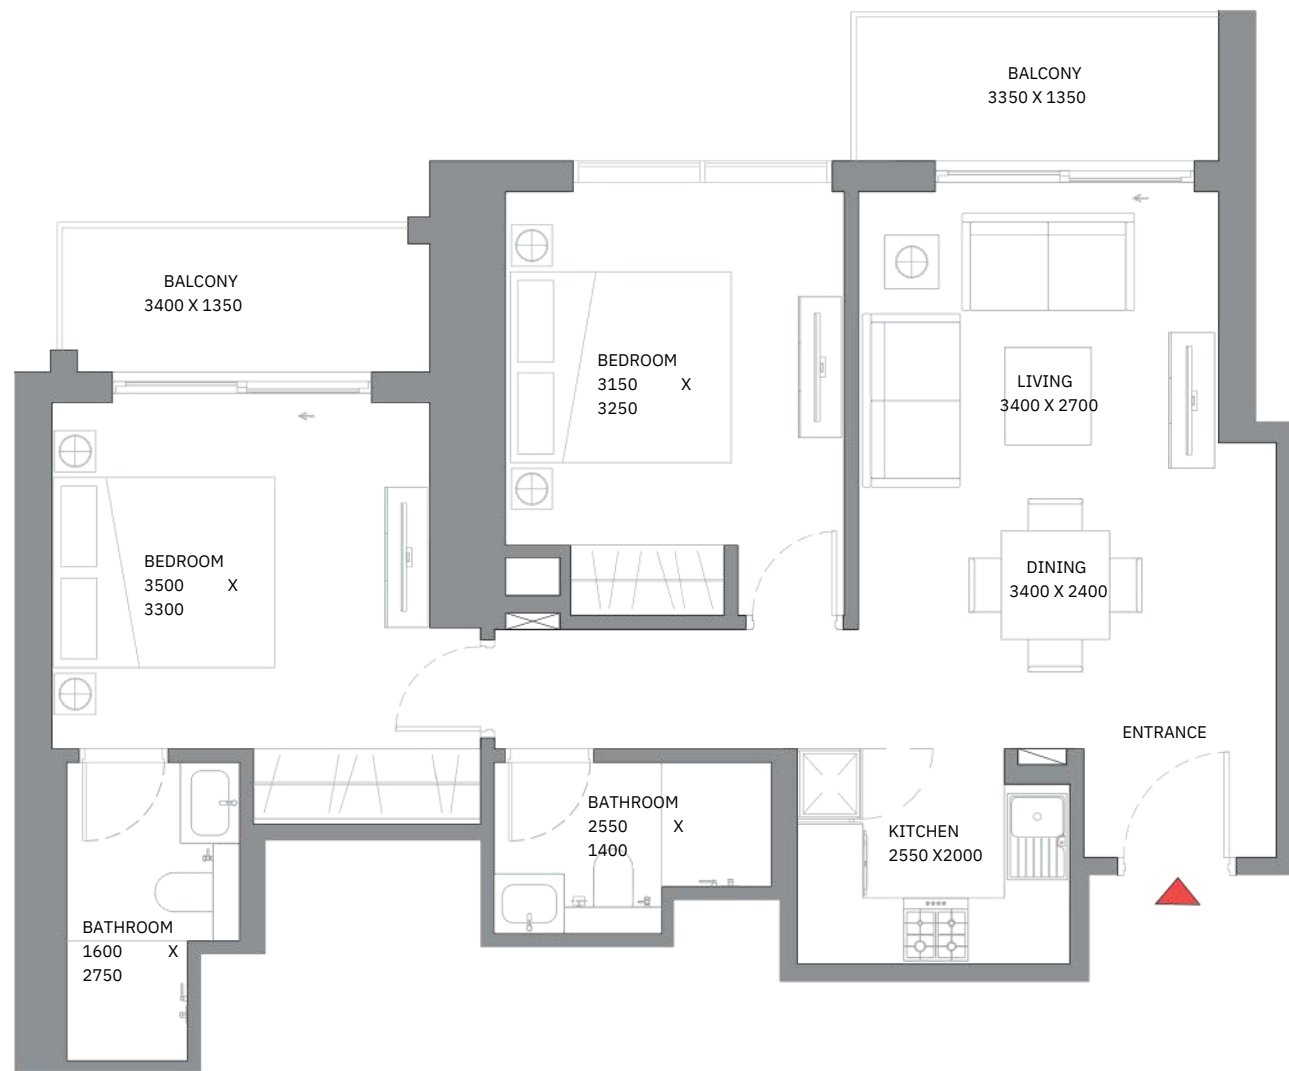 BALCONY
3350 X 1350
BALCONY
3400 X 1350
BEDROOM
3150 X
3250
LIVING
3400 X 2700
BEDROOM
3500 X
3300
DINING
3400 X 2400
ENTRANCE
BATHROOM
2550 X
1400
KITCHEN
2550 X2000
BATHROOM
1600 X
2750